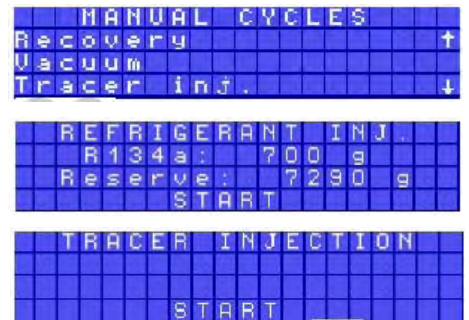 MANUAL CYCLES
Recovery ↑
Vacuum
Tracer inj. ↓
REFRIGERANT INJ.
R134a: 700 g
Reserve: 7290 g
START
TRACER INJECTION
START